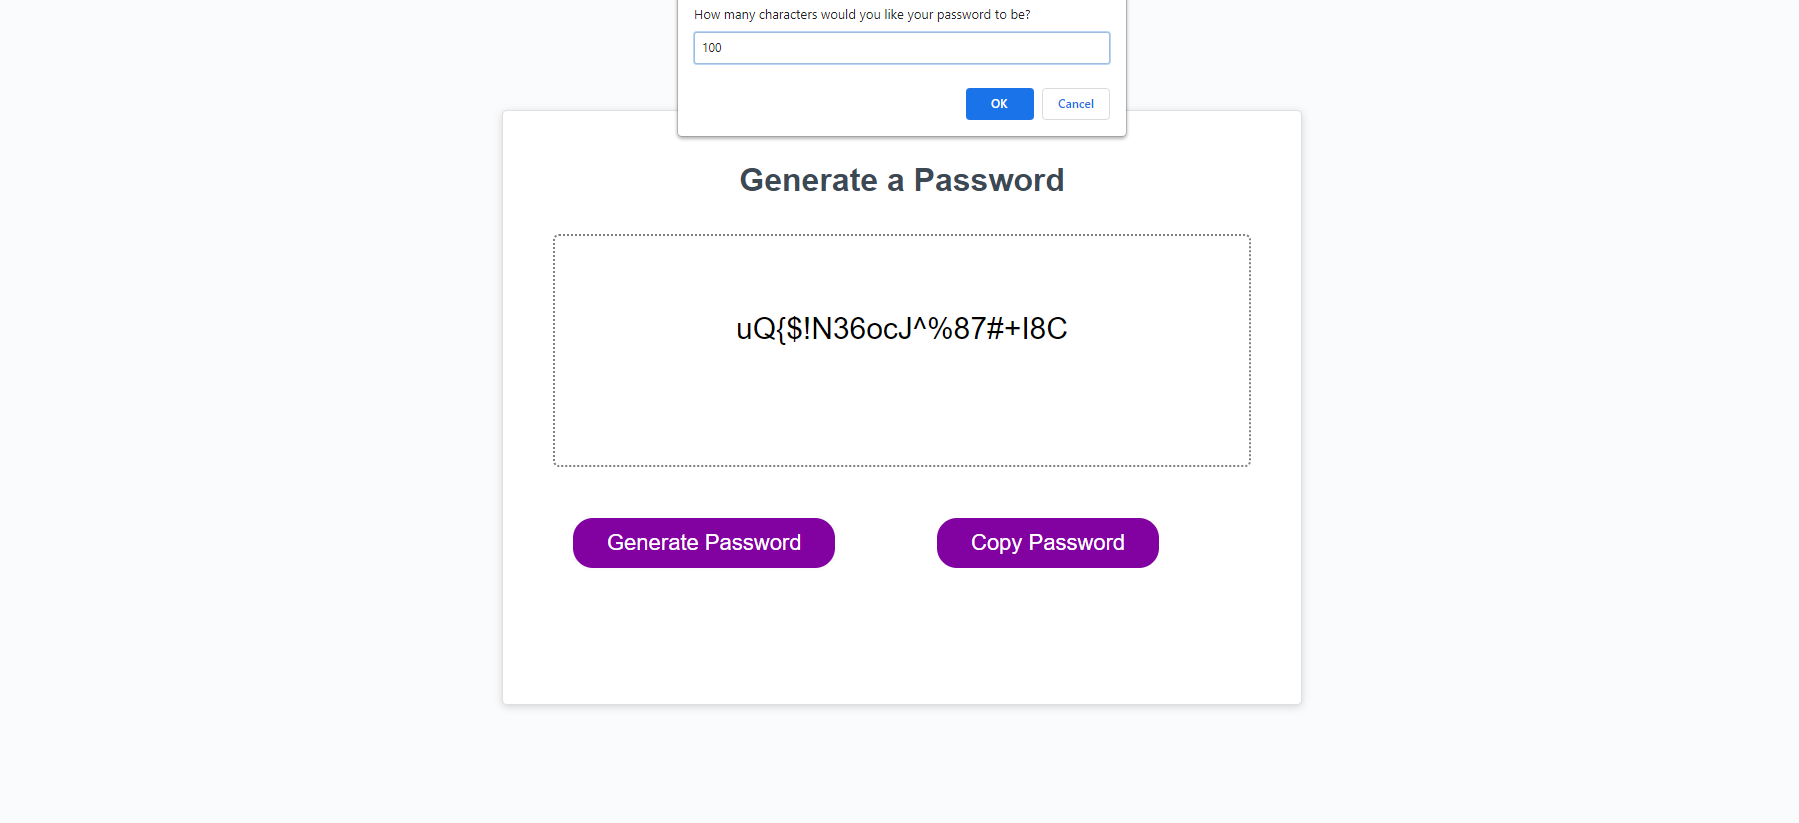 How many characters would you like your password to be?
100
OK Cancel
Generate a Password
uQ{$!N36ocJ^%87#+I8C
Generate Password Copy Password